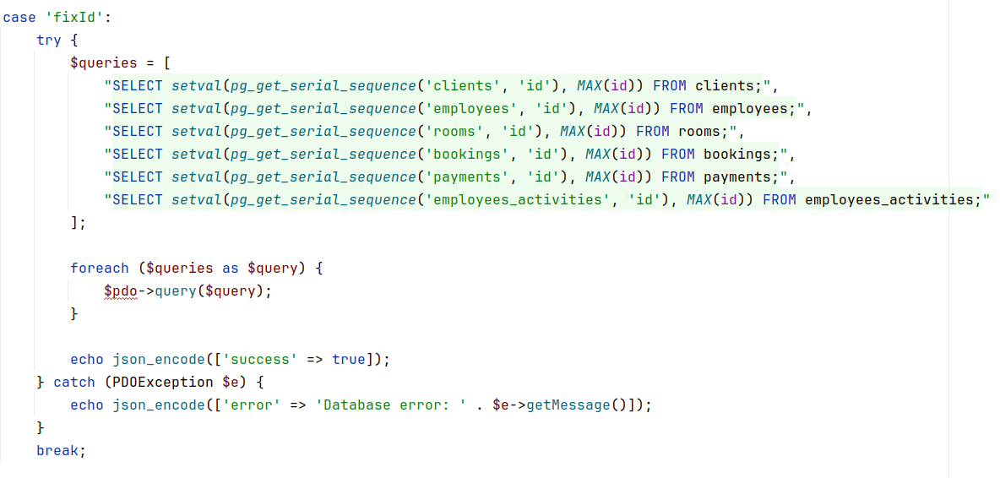 case 'fixId':
    try {
        $queries = [
            "SELECT setval(pg_get_serial_sequence('clients', 'id'), MAX(id)) FROM clients;",
            "SELECT setval(pg_get_serial_sequence('employees', 'id'), MAX(id)) FROM employees;",
            "SELECT setval(pg_get_serial_sequence('rooms', 'id'), MAX(id)) FROM rooms;",
            "SELECT setval(pg_get_serial_sequence('bookings', 'id'), MAX(id)) FROM bookings;",
            "SELECT setval(pg_get_serial_sequence('payments', 'id'), MAX(id)) FROM payments;",
            "SELECT setval(pg_get_serial_sequence('employees_activities', 'id'), MAX(id)) FROM employees_activities;"
        ];

        foreach ($queries as $query) {
            $pdo->query($query);
        }

        echo json_encode(['success' => true]);
    } catch (PDOException $e) {
        echo json_encode(['error' => 'Database error: ' . $e->getMessage()]);
    }
    break;